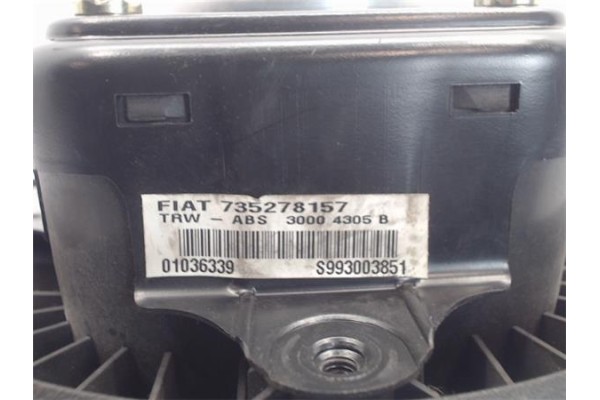 FIAT 735278157
TRW - ABS 3000 4305 B
01036339 S993003851